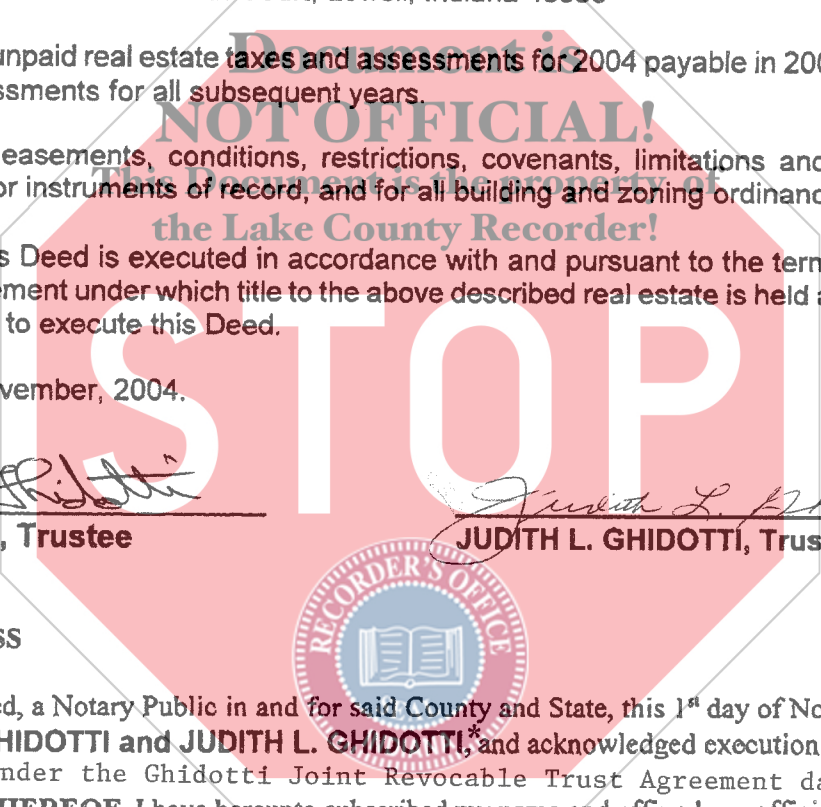 unpaid real estate taxes and assessments for 2004 payable in 200
Document is
ssments for all subsequent years.
NOT OFFICIAL!
easements, conditions, restrictions, covenants, limitations and
or instruments of record, and for all building and zoning ordinanc
This Document is the property of
the Lake County Recorder!
s Deed is executed in accordance with and pursuant to the term
ement under which title to the above described real estate is held a
to execute this Deed.
STOP
vember, 2004.
Ghidotti
Judith L.
, Trustee
JUDITH L. GHIDOTTI, Trus
RECORDER'S OFFICE
SS
ed, a Notary Public in and for said County and State, this 1st day of No
HIDOTTI and JUDITH L. GHIDOTTI,* and acknowledged execution
nder the Ghidotti Joint Revocable Trust Agreement da